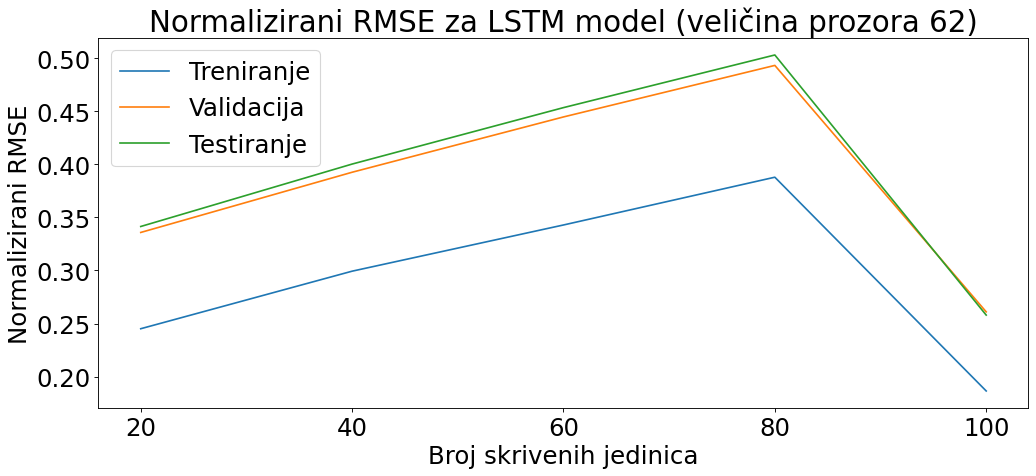 Normalizirani RMSE za LSTM model (veličina prozora 62)
Treniranje
Validacija
Testiranje
Normalizirani RMSE
0.50
0.45
0.40
0.35
0.30
0.25
0.20
20 40 60 80 100
Broj skrivenih jedinica